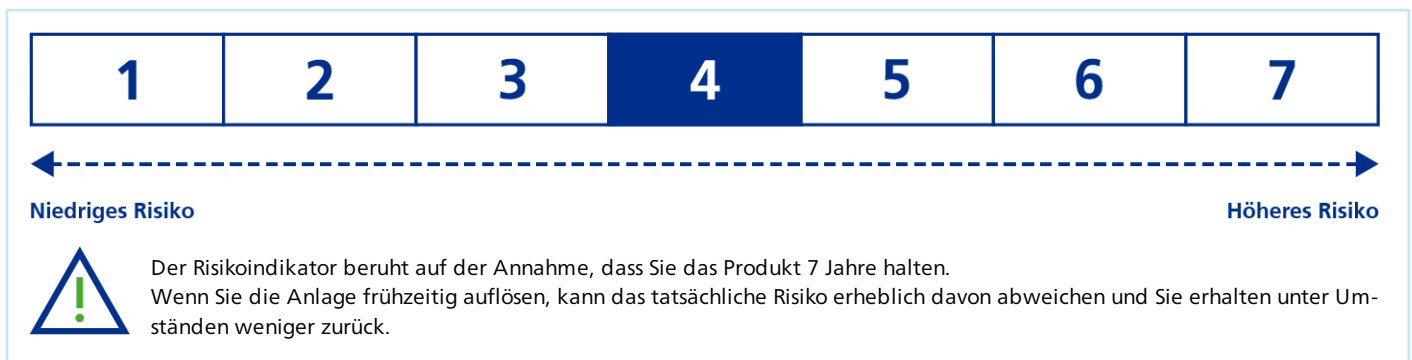 1 2 3 4 5 6 7
Niedriges Risiko Höheres Risiko
Der Risikoindikator beruht auf der Annahme, dass Sie das Produkt 7 Jahre halten.
Wenn Sie die Anlage frühzeitig auflösen, kann das tatsächliche Risiko erheblich davon abweichen und Sie erhalten unter Um-
ständen weniger zurück.